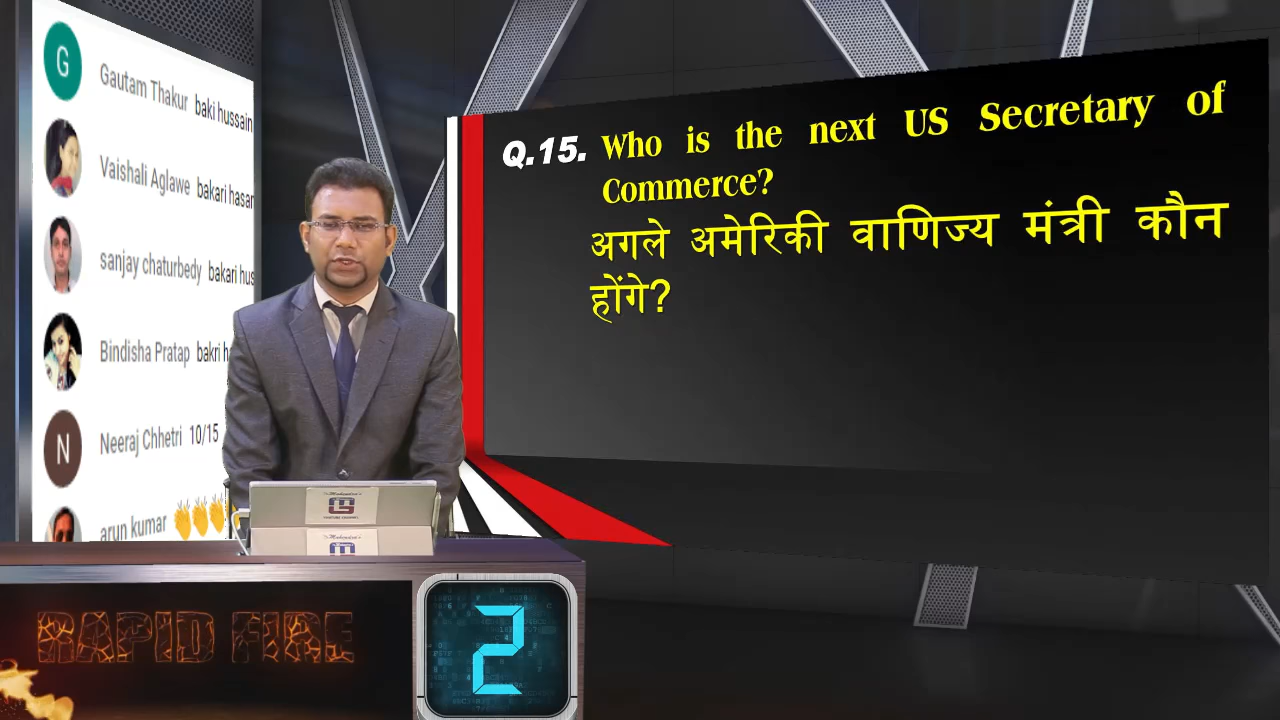 G
Gautam Thakur baki hussain
Vaishali Aglawe bakari hasan
sanjay chaturbedy bakari hus
Bindisha Pratap bakri h
N
Neeraj Chhetri 10/15
arun kumar 👏👏👏
Q.15. Who is the next US Secretary of
Commerce?
अगले अमेरिकी वाणिज्य मंत्री कौन
होंगे?
RAPID FIRE
2